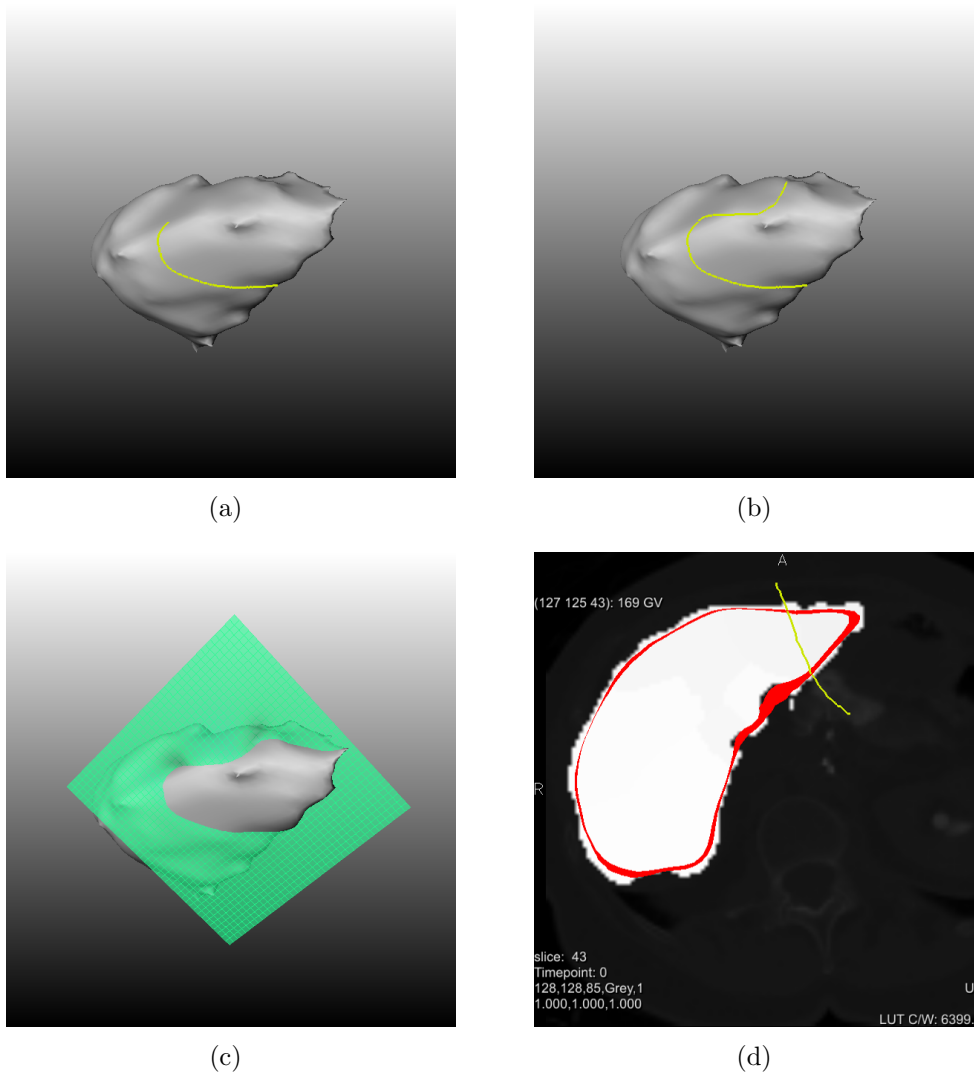 (a)
(b)
A
(127 125 43): 169 GV
R
slice: 43
Timepoint: 0
128,128,85,Grey,1
1.000,1.000,1.000
U
LUT C/W: 6399.
(c)
(d)